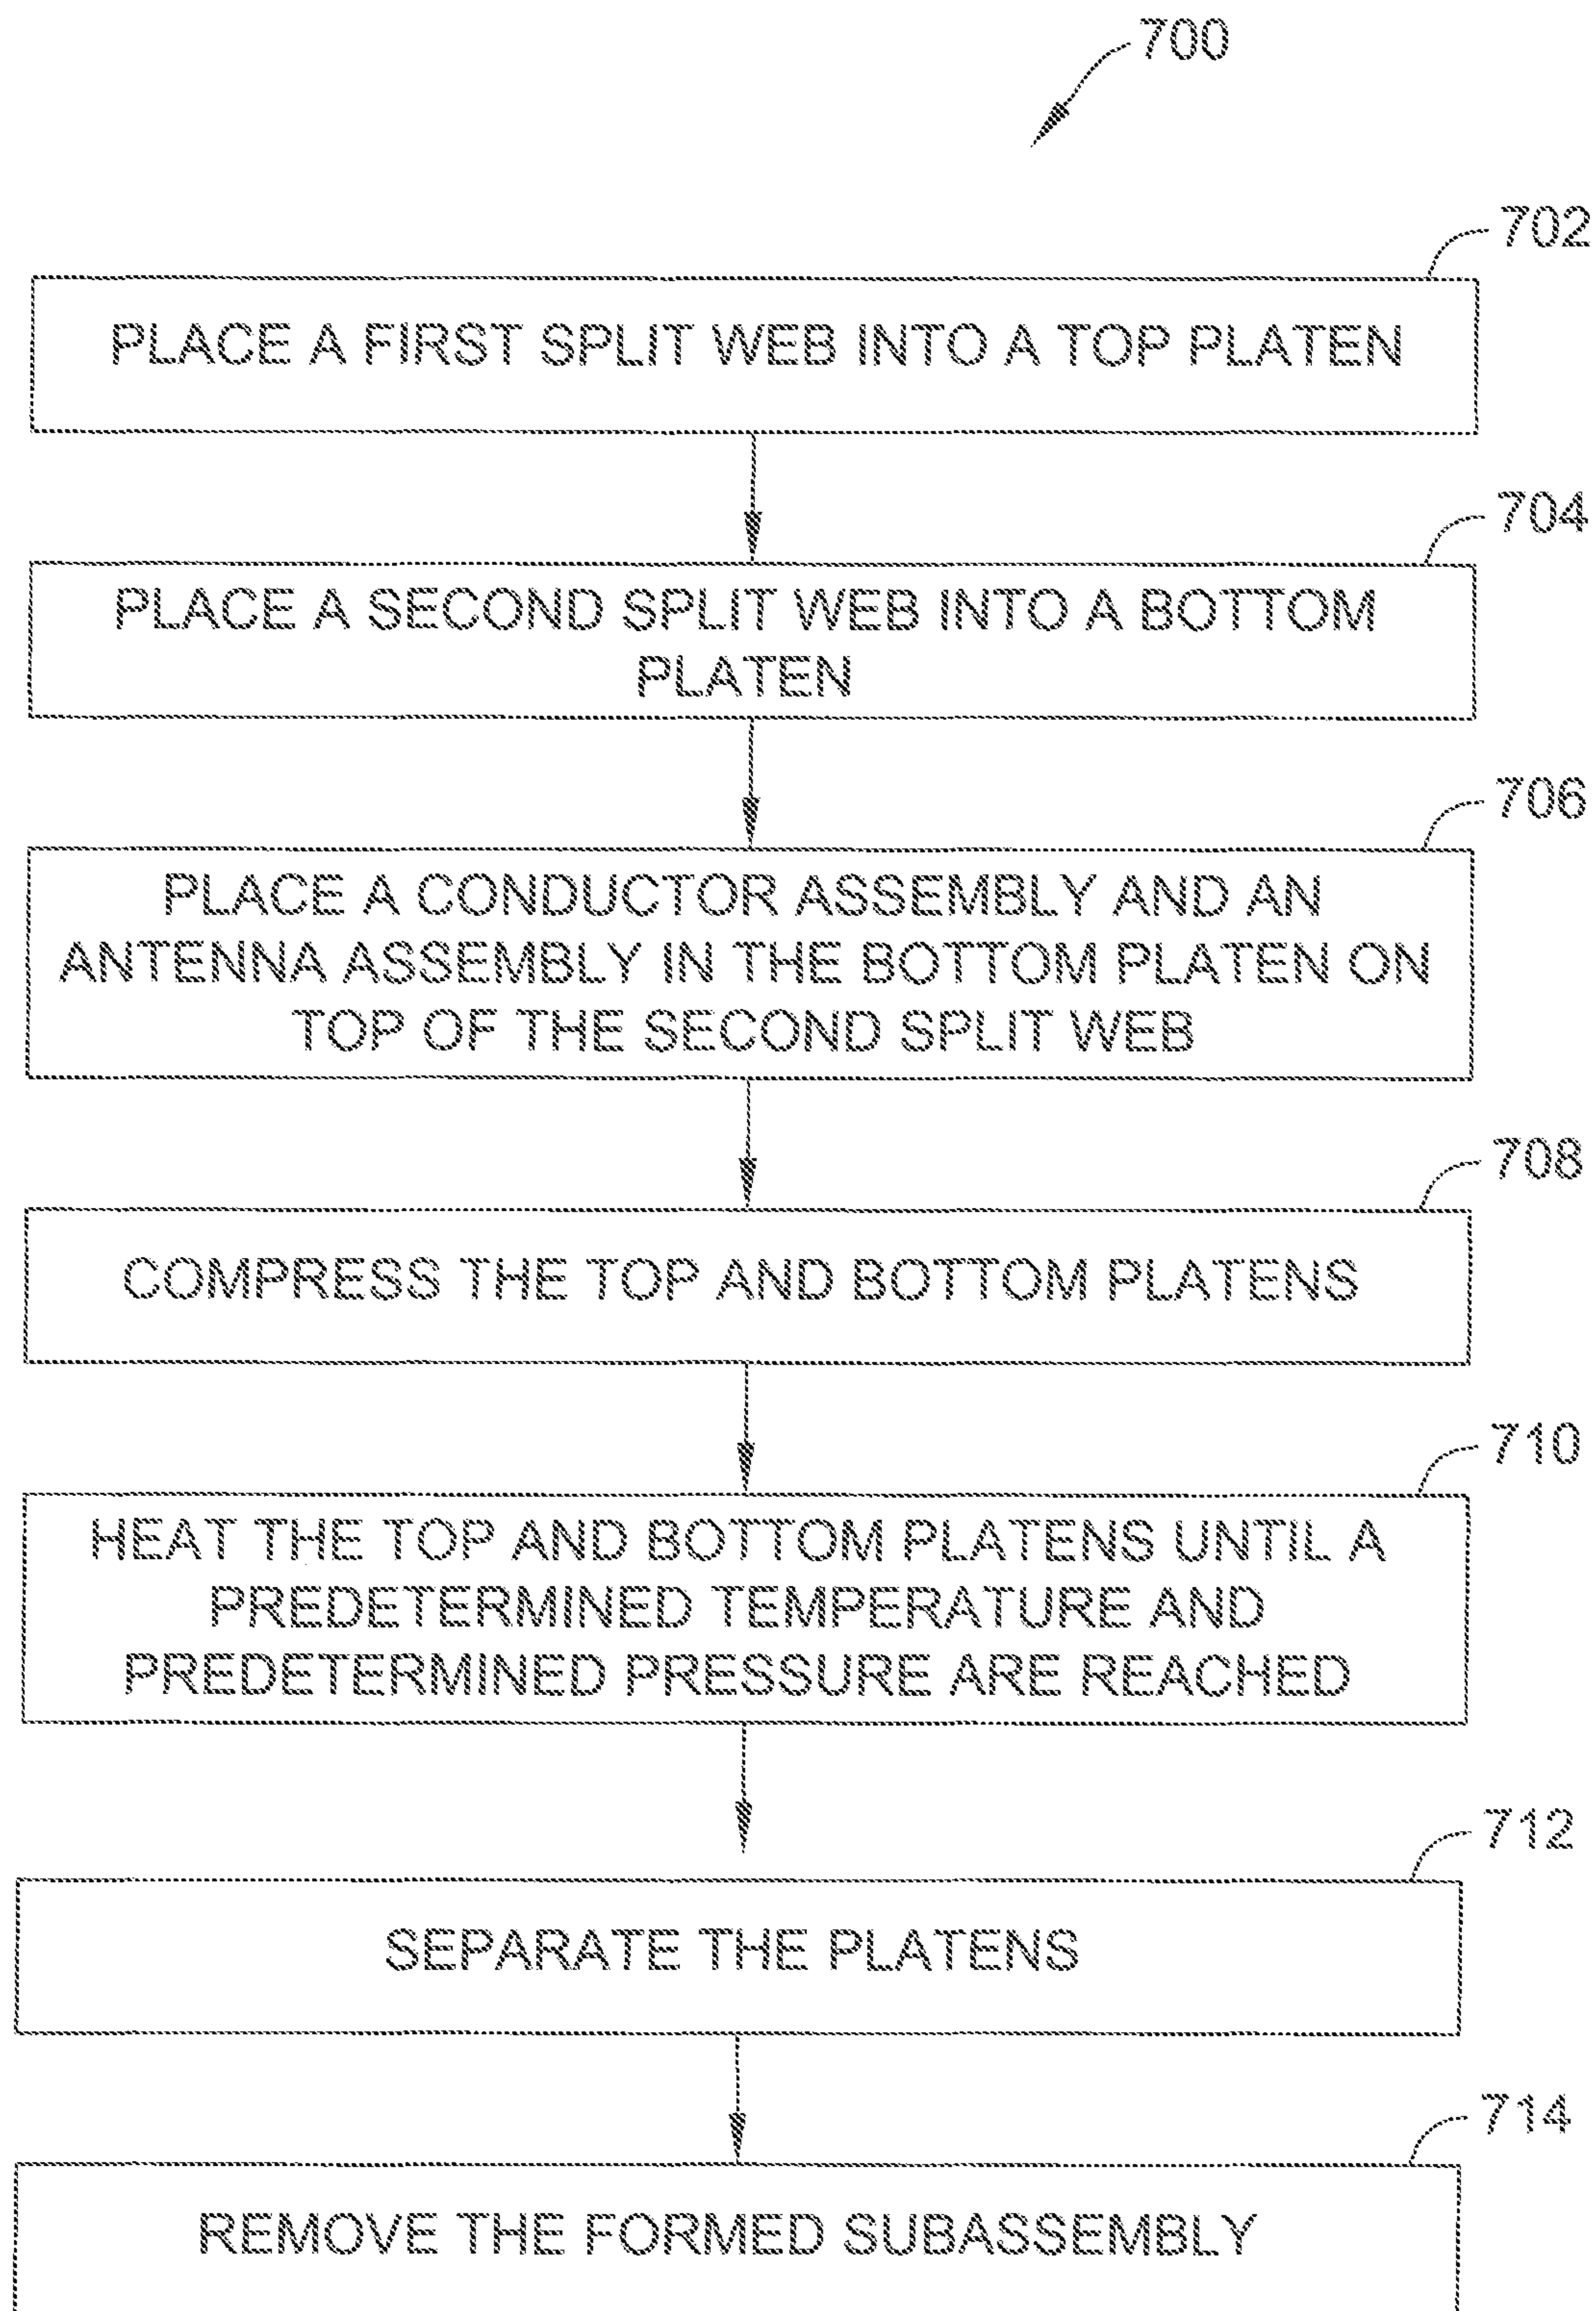 700
702
PLACE A FIRST SPLIT WEB INTO A TOP PLATEN
704
PLACE A SECOND SPLIT WEB INTO A BOTTOM
PLATEN
706
PLACE A CONDUCTOR ASSEMBLY AND AN
ANTENNA ASSEMBLY IN THE BOTTOM PLATEN ON
TOP OF THE SECOND SPLIT WEB
708
COMPRESS THE TOP AND BOTTOM PLATENS
710
HEAT THE TOP AND BOTTOM PLATENS UNTIL A
PREDETERMINED TEMPERATURE AND
PREDETERMINED PRESSURE ARE REACHED
712
SEPARATE THE PLATENS
714
REMOVE THE FORMED SUBASSEMBLY